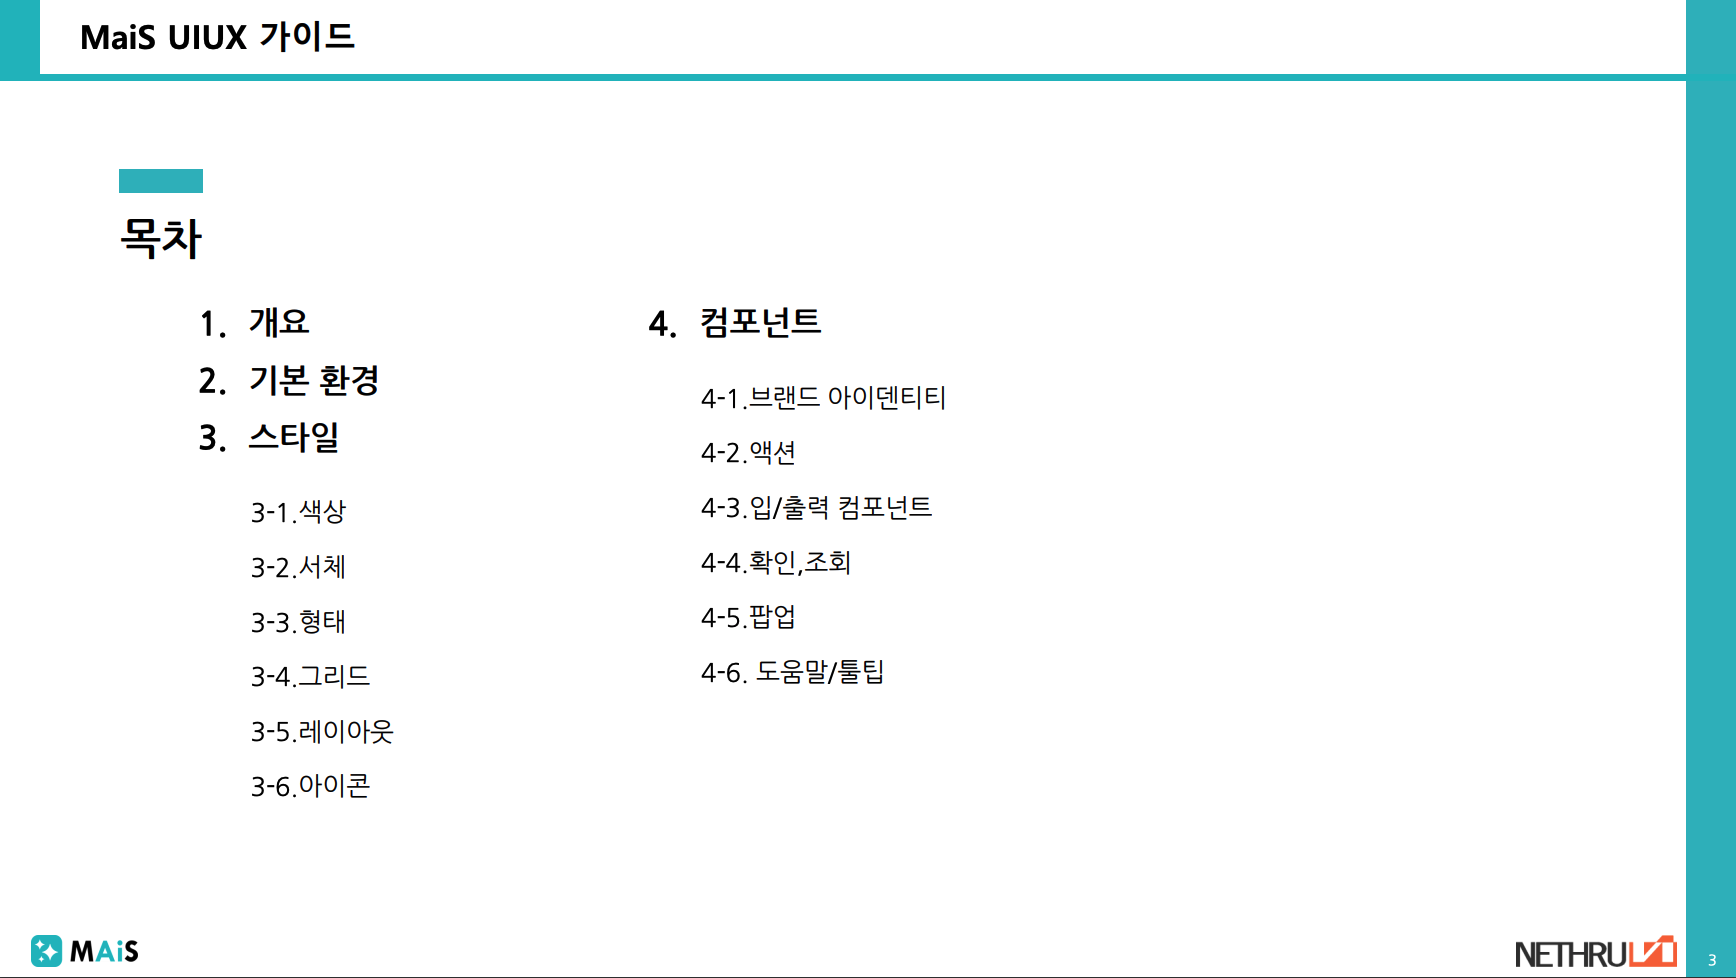 MaiS UIUX 가이드
목차
1. 개요
2. 기본 환경
3. 스타일
3-1.색상
3-2.서체
3-3.형태
3-4.그리드
3-5.레이아웃
3-6.아이콘
4. 컴포넌트
4-1.브랜드 아이덴티티
4-2.액션
4-3.입/출력 컴포넌트
4-4.확인,조회
4-5.팝업
4-6. 도움말/툴팁
MAiS
NETHRU
3